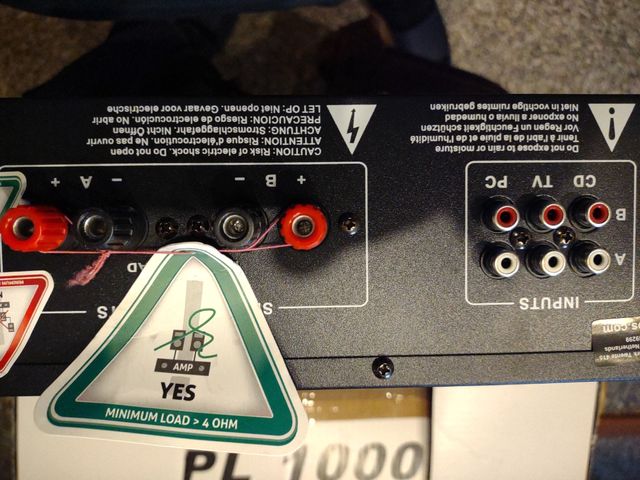 CAUTION: Risk of electric shock. Do not open
ATTENTION: Risque d'électrocution. Ne pas ouvrir
ACHTUNG: Stromschlaggefahr. Nicht Öffnen
PRECAUCION: Riesgo de electrocucción. No abrir
LET OP: Niet openen. Gevaar voor electrische
Do not expose to rain or moisture
Tenir à l'abri de la pluie et de l'humidité
Vor Regen un Feuchtigkeit schützen
No exponer a lluvia a humedad
Niet in vochtige ruimtes gebruiken
+ A - - B +
INPUTS
A
B
CD TV PC
Netherlands
AMP
YES
MINIMUM LOAD > 4 OHM
PL 1000